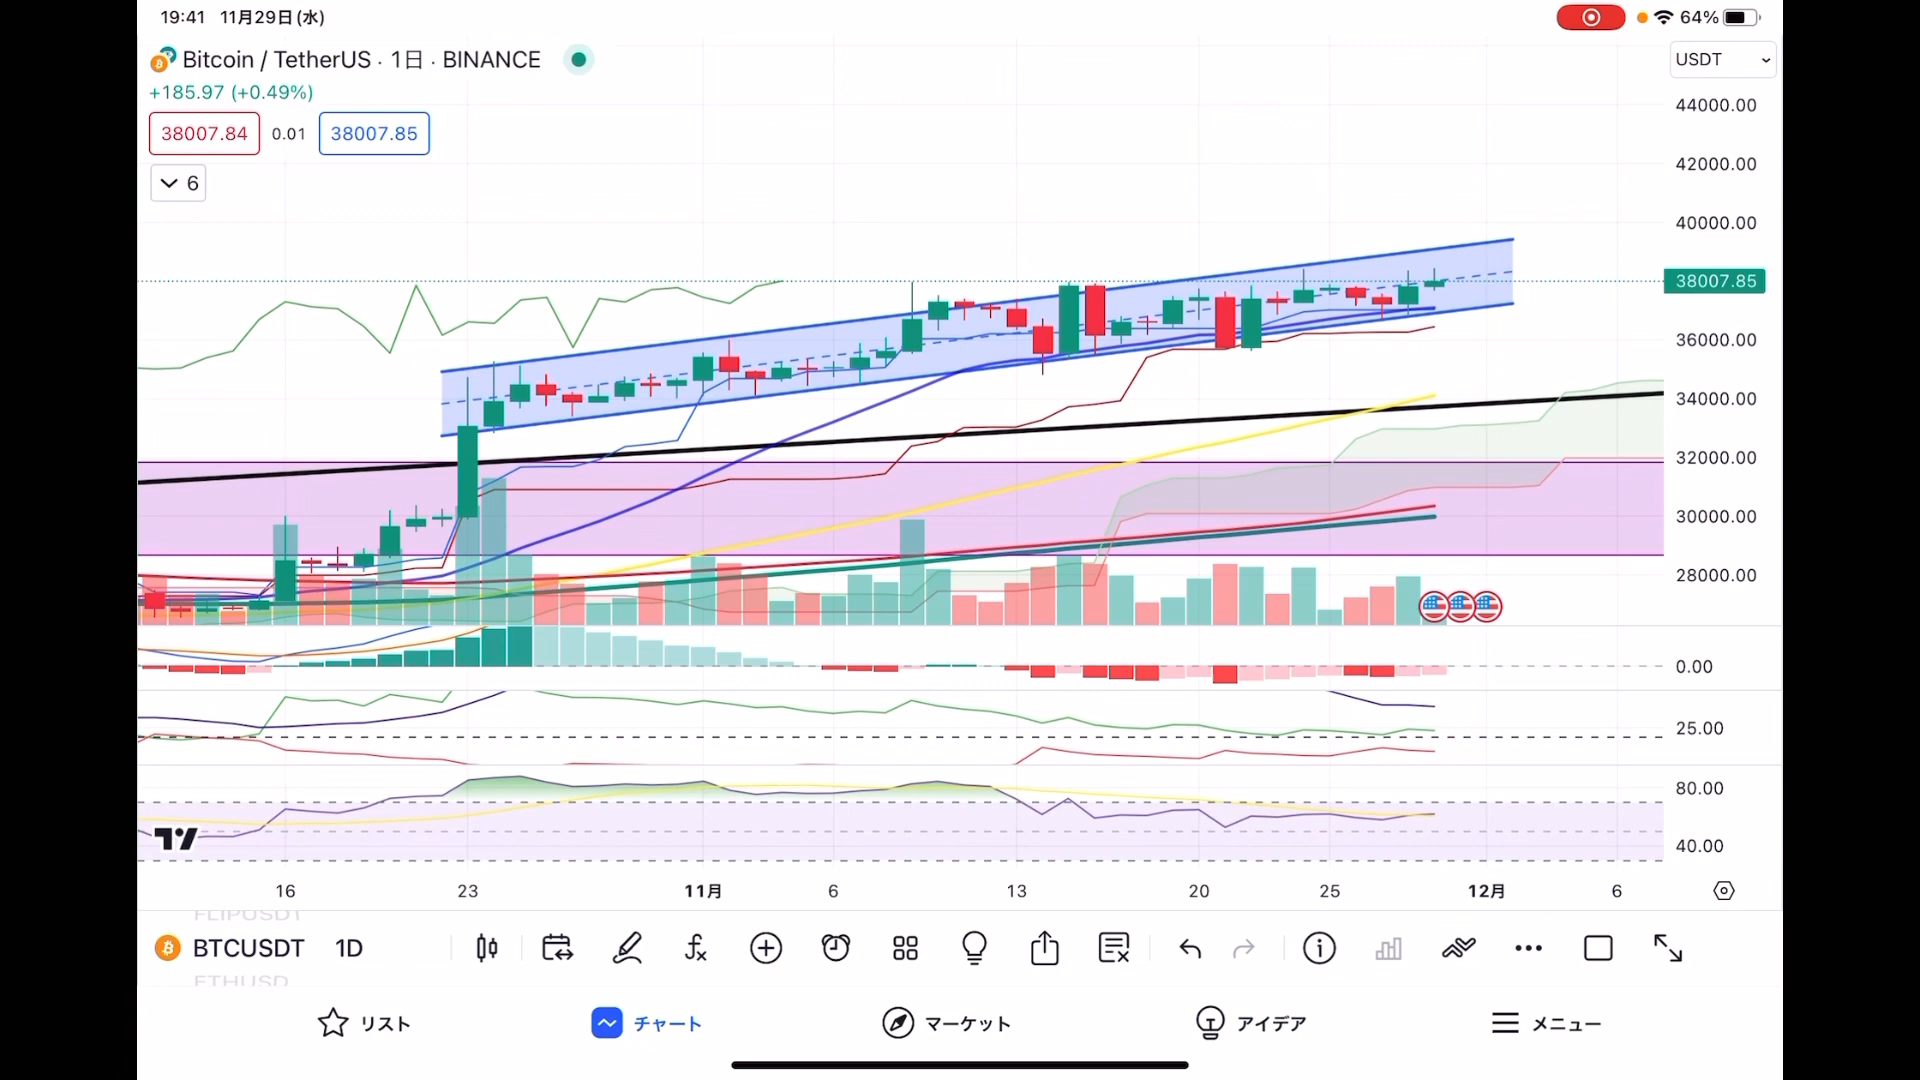 19:41 11月29日(水)
64%
Bitcoin / TetherUS · 1日 · BINANCE
USDT
+185.97 (+0.49%)
38007.84 0.01 38007.85
6
44000.00
42000.00
40000.00
38007.85
36000.00
34000.00
32000.00
30000.00
28000.00
0.00
25.00
80.00
40.00
16 23 11月 6 13 20 25 12月 6
FLIPUSDT
BTCUSDT 1D
ETHUSD
リスト チャート マーケット アイデア メニュー